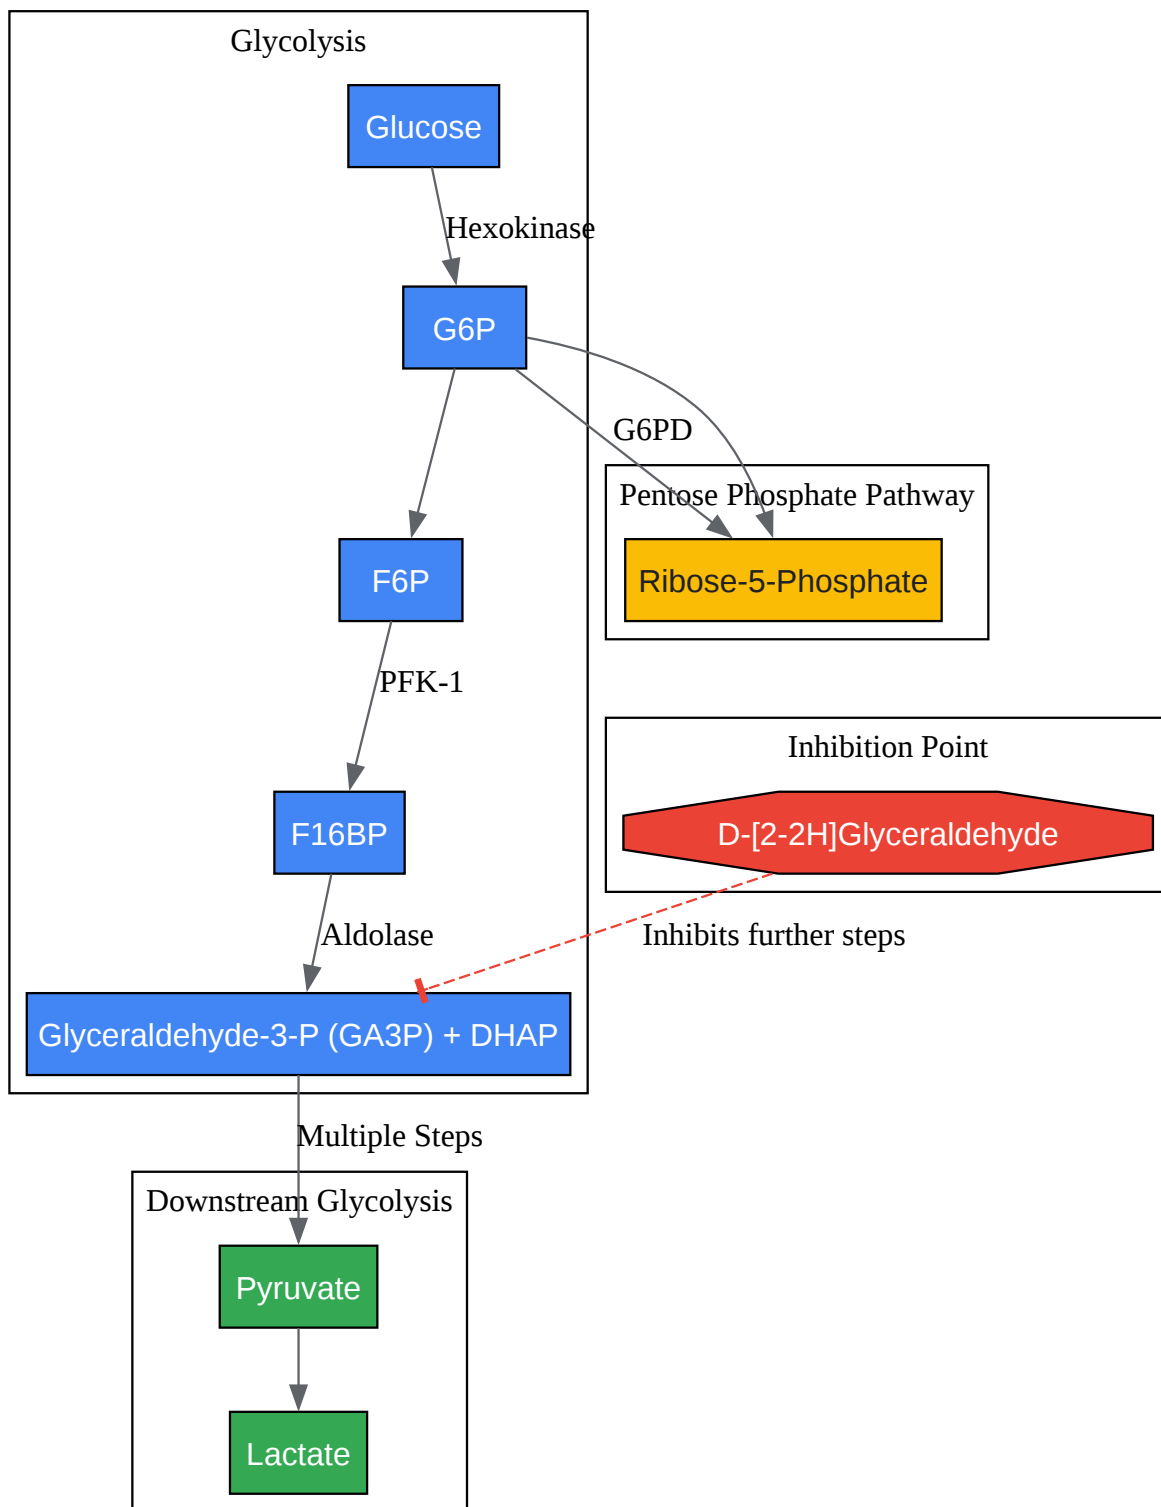 Glycolysis
Glucose
Hexokinase
G6P
G6PD
Pentose Phosphate Pathway
F6P
Ribose-5-Phosphate
PFK-1
Inhibition Point
F16BP
D-[2-2H]Glyceraldehyde
Aldolase
Inhibits further steps
Glyceraldehyde-3-P (GA3P) + DHAP
Multiple Steps
Downstream Glycolysis
Pyruvate
Lactate